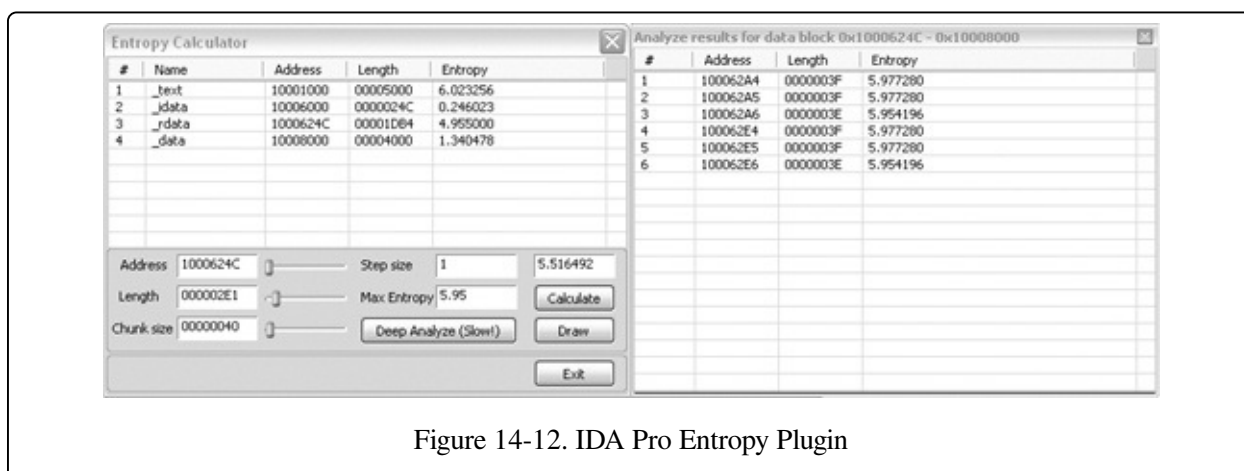 Entropy Calculator
# Name Address Length Entropy
1 _text 10001000 00005000 6.023256
2 _idata 10006000 0000024C 0.246023
3 _rdata 1000624C 00001DB4 4.955000
4 _data 10008000 00004000 1.340478
Address 1000624C Step size 1 5.516492
Length 000002E1 Max Entropy 5.95 Calculate
Chunk size 00000040 Deep Analyze (Slow!) Draw
Exit
Analyze results for data block 0x1000624C - 0x10008000
# Address Length Entropy
1 100062A4 0000003F 5.977280
2 100062A5 0000003F 5.977280
3 100062A6 0000003E 5.954196
4 100062E4 0000003F 5.977280
5 100062E5 0000003F 5.977280
6 100062E6 0000003E 5.954196
Figure 14-12. IDA Pro Entropy Plugin